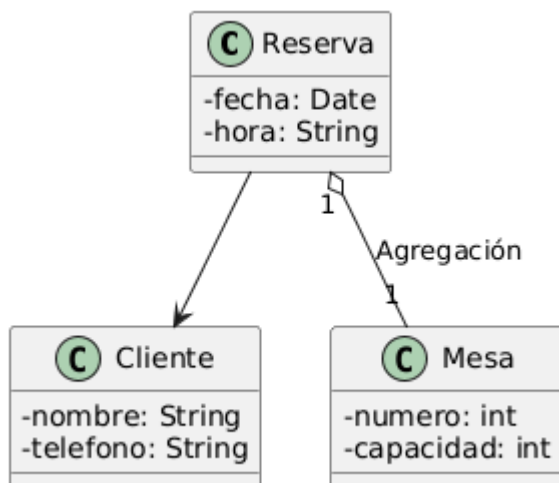 C Reserva
-fecha: Date
-hora: String
1
Agregación
1
C Cliente
-nombre: String
-telefono: String
C Mesa
-numero: int
-capacidad: int